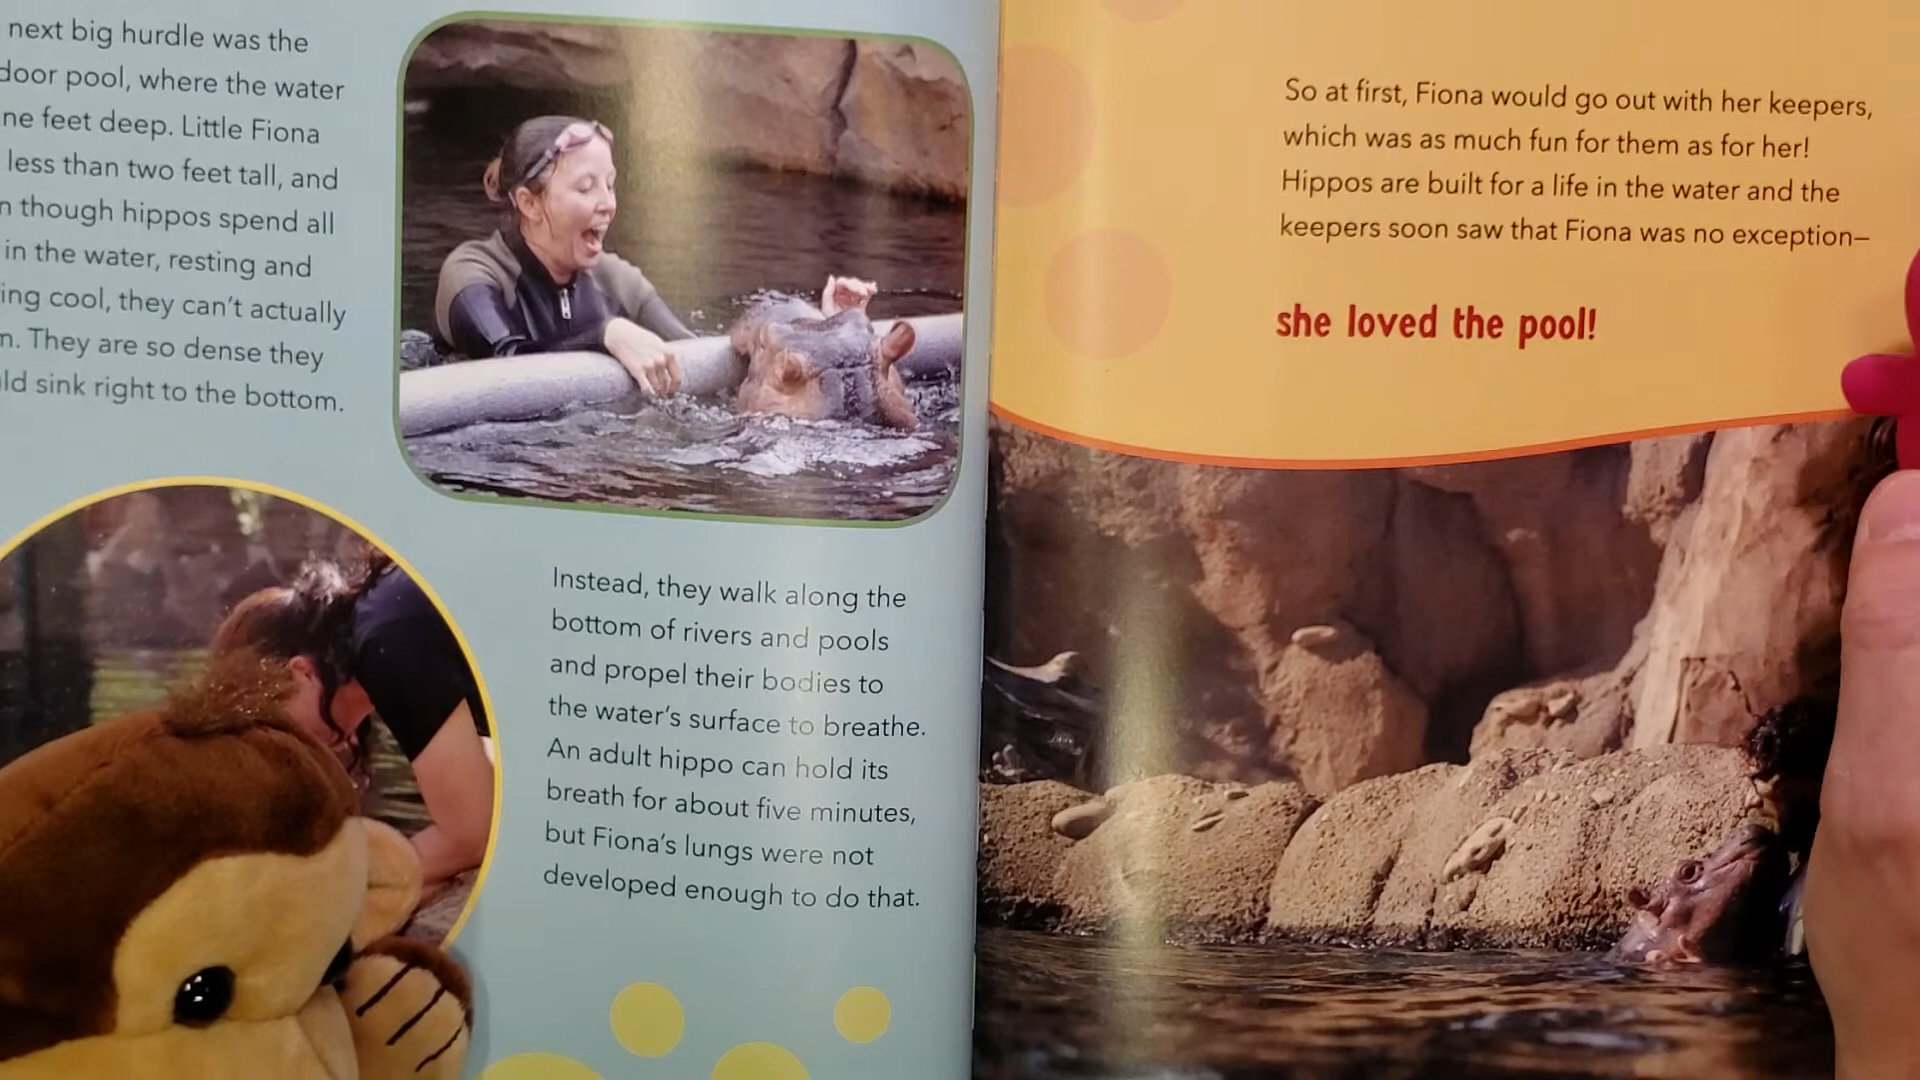 next big hurdle was the
door pool, where the water
ne feet deep. Little Fiona
less than two feet tall, and
n though hippos spend all
in the water, resting and
ing cool, they can't actually
n. They are so dense they
ld sink right to the bottom.
Instead, they walk along the
bottom of rivers and pools
and propel their bodies to
the water's surface to breathe.
An adult hippo can hold its
breath for about five minutes,
but Fiona's lungs were not
developed enough to do that.
So at first, Fiona would go out with her keepers,
which was as much fun for them as for her!
Hippos are built for a life in the water and the
keepers soon saw that Fiona was no exception—
she loved the pool!